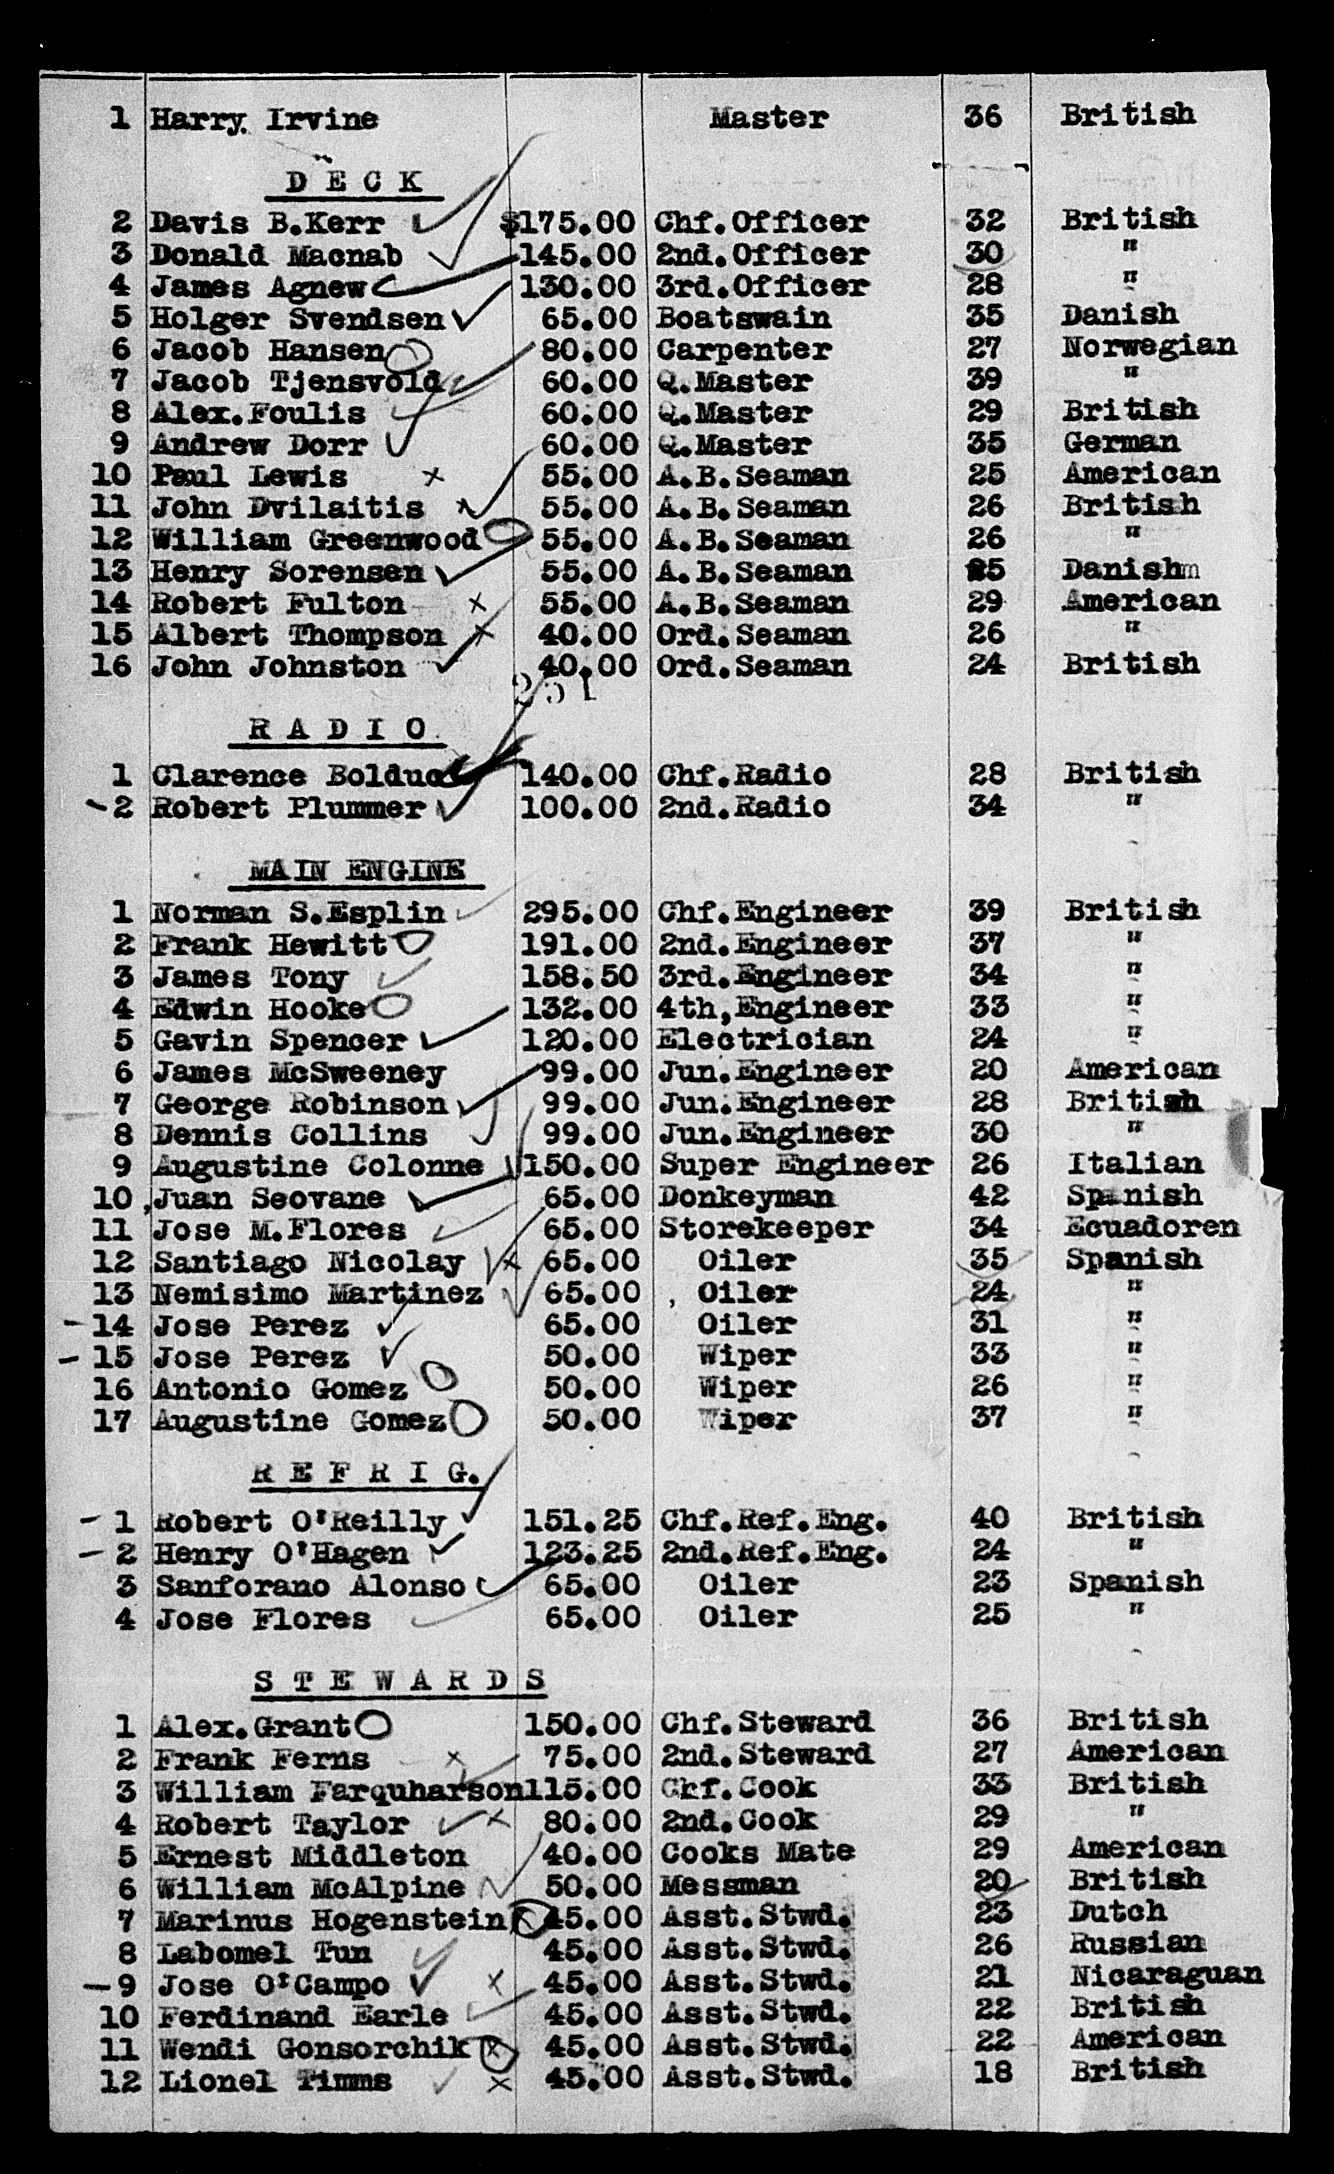 1 Harry Irvine Master 36 British
D E C K
2 Davis B.Kerr $175.00 Chf.Officer 32 British
3 Donald Macnab 145.00 2nd.Officer 30 "
4 James Agnew 130.00 3rd.Officer 28 "
5 Holger Svendsen 65.00 Boatswain 35 Danish
6 Jacob Hansen 80.00 Carpenter 27 Norwegian
7 Jacob Tjensvold 60.00 Q.Master 39 "
8 Alex.Foulis 60.00 Q.Master 29 British
9 Andrew Dorr 60.00 Q.Master 35 German
10 Paul Lewis 55.00 A.B.Seaman 25 American
11 John Dvilaitis 55.00 A.B.Seaman 26 British
12 William Greenwood 55.00 A.B.Seaman 26 "
13 Henry Sorensen 55.00 A.B.Seaman 25 Danishm
14 Robert Fulton 55.00 A.B.Seaman 29 American
15 Albert Thompson 40.00 Ord.Seaman 26 "
16 John Johnston 40.00 Ord.Seaman 24 British
251
R A D I O
1 Clarence Bolduc 140.00 Chf.Radio 28 British
-2 Robert Plummer 100.00 2nd.Radio 34 "
MAIN ENGINE
1 Norman S.Esplin 295.00 Chf.Engineer 39 British
2 Frank Hewitt 191.00 2nd.Engineer 37 "
3 James Tony 158.50 3rd.Engineer 34 "
4 Edwin Hooke 132.00 4th,Engineer 33 "
5 Gavin Spencer 120.00 Electrician 24 "
6 James McSweeney 99.00 Jun.Engineer 20 American
7 George Robinson 99.00 Jun.Engineer 28 British
8 Dennis Collins 99.00 Jun.Engineer 30 "
9 Augustine Colonne 150.00 Super Engineer 26 Italian
10 Juan Seovane 65.00 Donkeyman 42 Spanish
11 Jose M.Flores 65.00 Storekeeper 34 Ecuadoren
12 Santiago Nicolay 65.00 Oiler 35 Spanish
13 Nemisimo Martinez 65.00 Oiler 24 "
-14 Jose Perez 65.00 Oiler 31 "
-15 Jose Perez 50.00 Wiper 33 "
16 Antonio Gomez 50.00 Wiper 26 "
17 Augustine Gomez 50.00 Wiper 37 "
R E F R I G.
-1 Robert O'Reilly 151.25 Chf.Ref.Eng. 40 British
-2 Henry O'Hagen 123.25 2nd.Ref.Eng. 24 "
3 Sanforano Alonso 65.00 Oiler 23 Spanish
4 Jose Flores 65.00 Oiler 25 "
S T E W A R D S
1 Alex.Grant 150.00 Chf.Steward 36 British
2 Frank Ferns 75.00 2nd.Steward 27 American
3 William Farquharson115.00 Chf.Cook 33 British
4 Robert Taylor 80.00 2nd.Cook 29 "
5 Ernest Middleton 40.00 Cooks Mate 29 American
6 William McAlpine 50.00 Messman 20 British
7 Marinus Hogenstein 45.00 Asst.Stwd. 23 Dutch
8 Labomel Tun 45.00 Asst.Stwd. 26 Russian
-9 Jose O'Campo 45.00 Asst.Stwd. 21 Nicaraguan
10 Ferdinand Earle 45.00 Asst.Stwd. 22 British
11 Wendi Gonsorchik 45.00 Asst.Stwd. 22 American
12 Lionel Timms 45.00 Asst.Stwd. 18 British